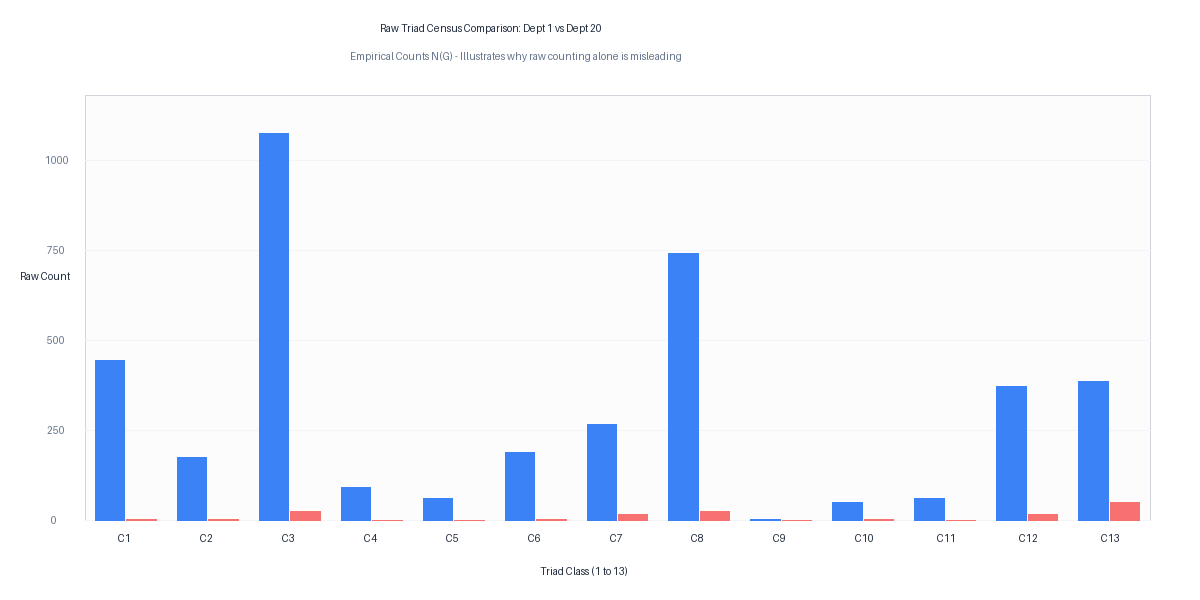 Raw Triad Census Comparison: Dept 1 vs Dept 20
Empirical Counts N(G) - Illustrates why raw counting alone is misleading
1000
750
Raw Count
500
250
0
C1 C2 C3 C4 C5 C6 C7 C8 C9 C10 C11 C12 C13
Triad Class (1 to 13)